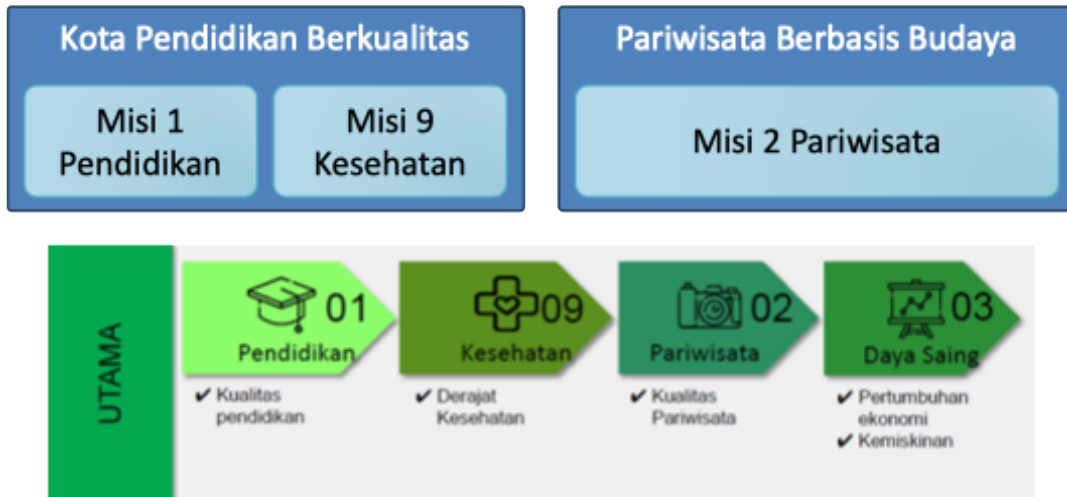 Kota Pendidikan Berkualitas
Misi 1
Pendidikan
Misi 9
Kesehatan
Pariwisata Berbasis Budaya
Misi 2 Pariwisata
UTAMA
01
Pendidikan
✔ Kualitas
pendidikan
09
Kesehatan
✔ Derajat
Kesehatan
02
Pariwisata
✔ Kualitas
Pariwisata
03
Daya Saing
✔ Pertumbuhan
ekonomi
✔ Kemiskinan